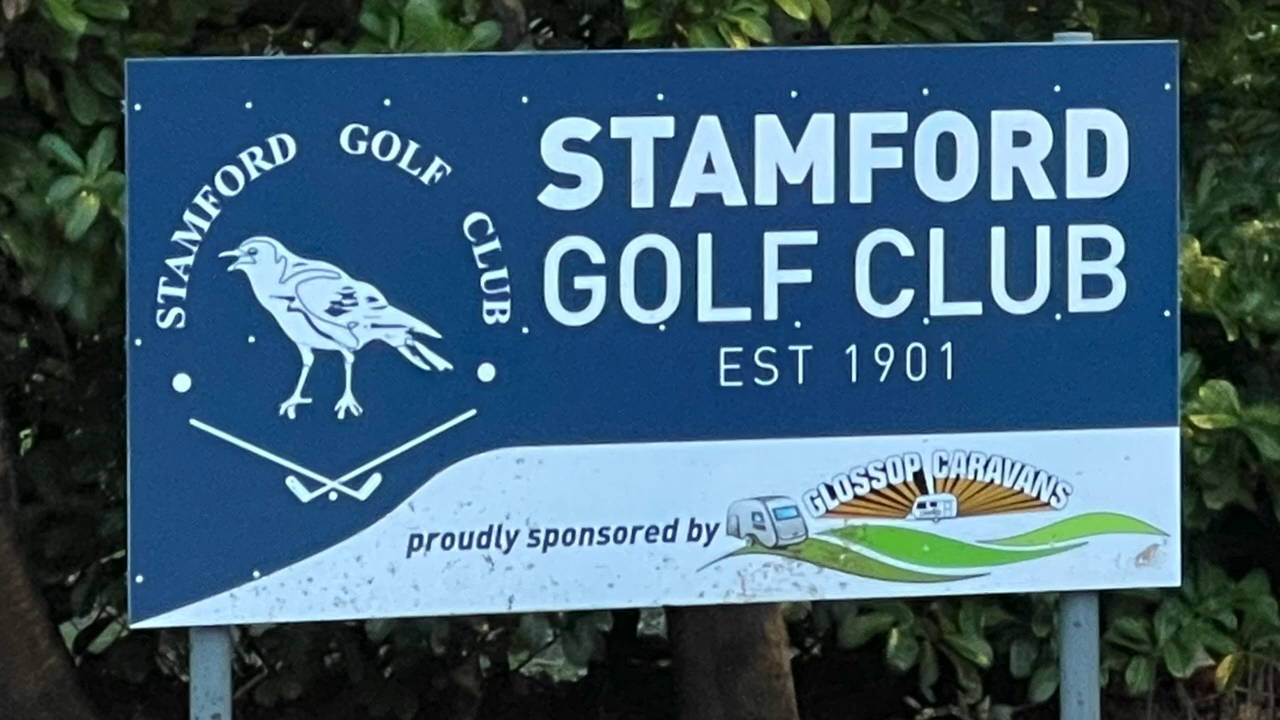 STAMFORD GOLF CLUB
STAMFORD
GOLF CLUB
EST 1901
proudly sponsored by
GLOSSOP CARAVANS